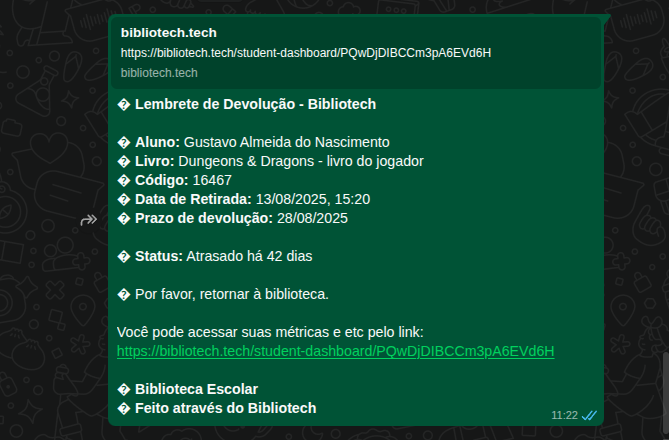 bibliotech.tech
https://bibliotech.tech/student-dashboard/PQwDjDIBCCm3pA6EVd6H
bibliotech.tech
� Lembrete de Devolução - Bibliotech
� Aluno: Gustavo Almeida do Nascimento
� Livro: Dungeons & Dragons - livro do jogador
� Código: 16467
� Data de Retirada: 13/08/2025, 15:20
� Prazo de devolução: 28/08/2025
� Status: Atrasado há 42 dias
� Por favor, retornar à biblioteca.
Você pode acessar suas métricas e etc pelo link:
https://bibliotech.tech/student-dashboard/PQwDjDIBCCm3pA6EVd6H
� Biblioteca Escolar
� Feito através do Bibliotech
11:22